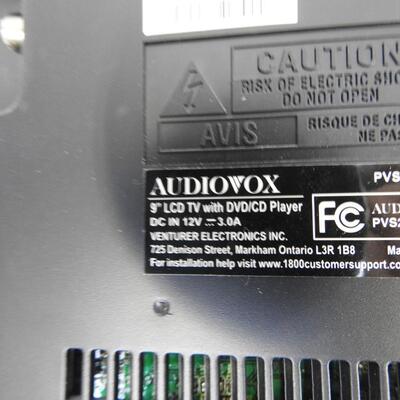 CAUTION
RISK OF ELECTRIC SHO
DO NOT OPEN
AVIS
RISQUE DE CH
NE PAS
AUDIOVOX
PVS
9" LCD TV with DVD/CD Player
DC IN 12V ⎓ 3.0A
FC
AUD
PVS2
VENTURER ELECTRONICS INC.
725 Denison Street, Markham Ontario L3R 1B8
Ma
For installation help visit www.1800customersupport.co